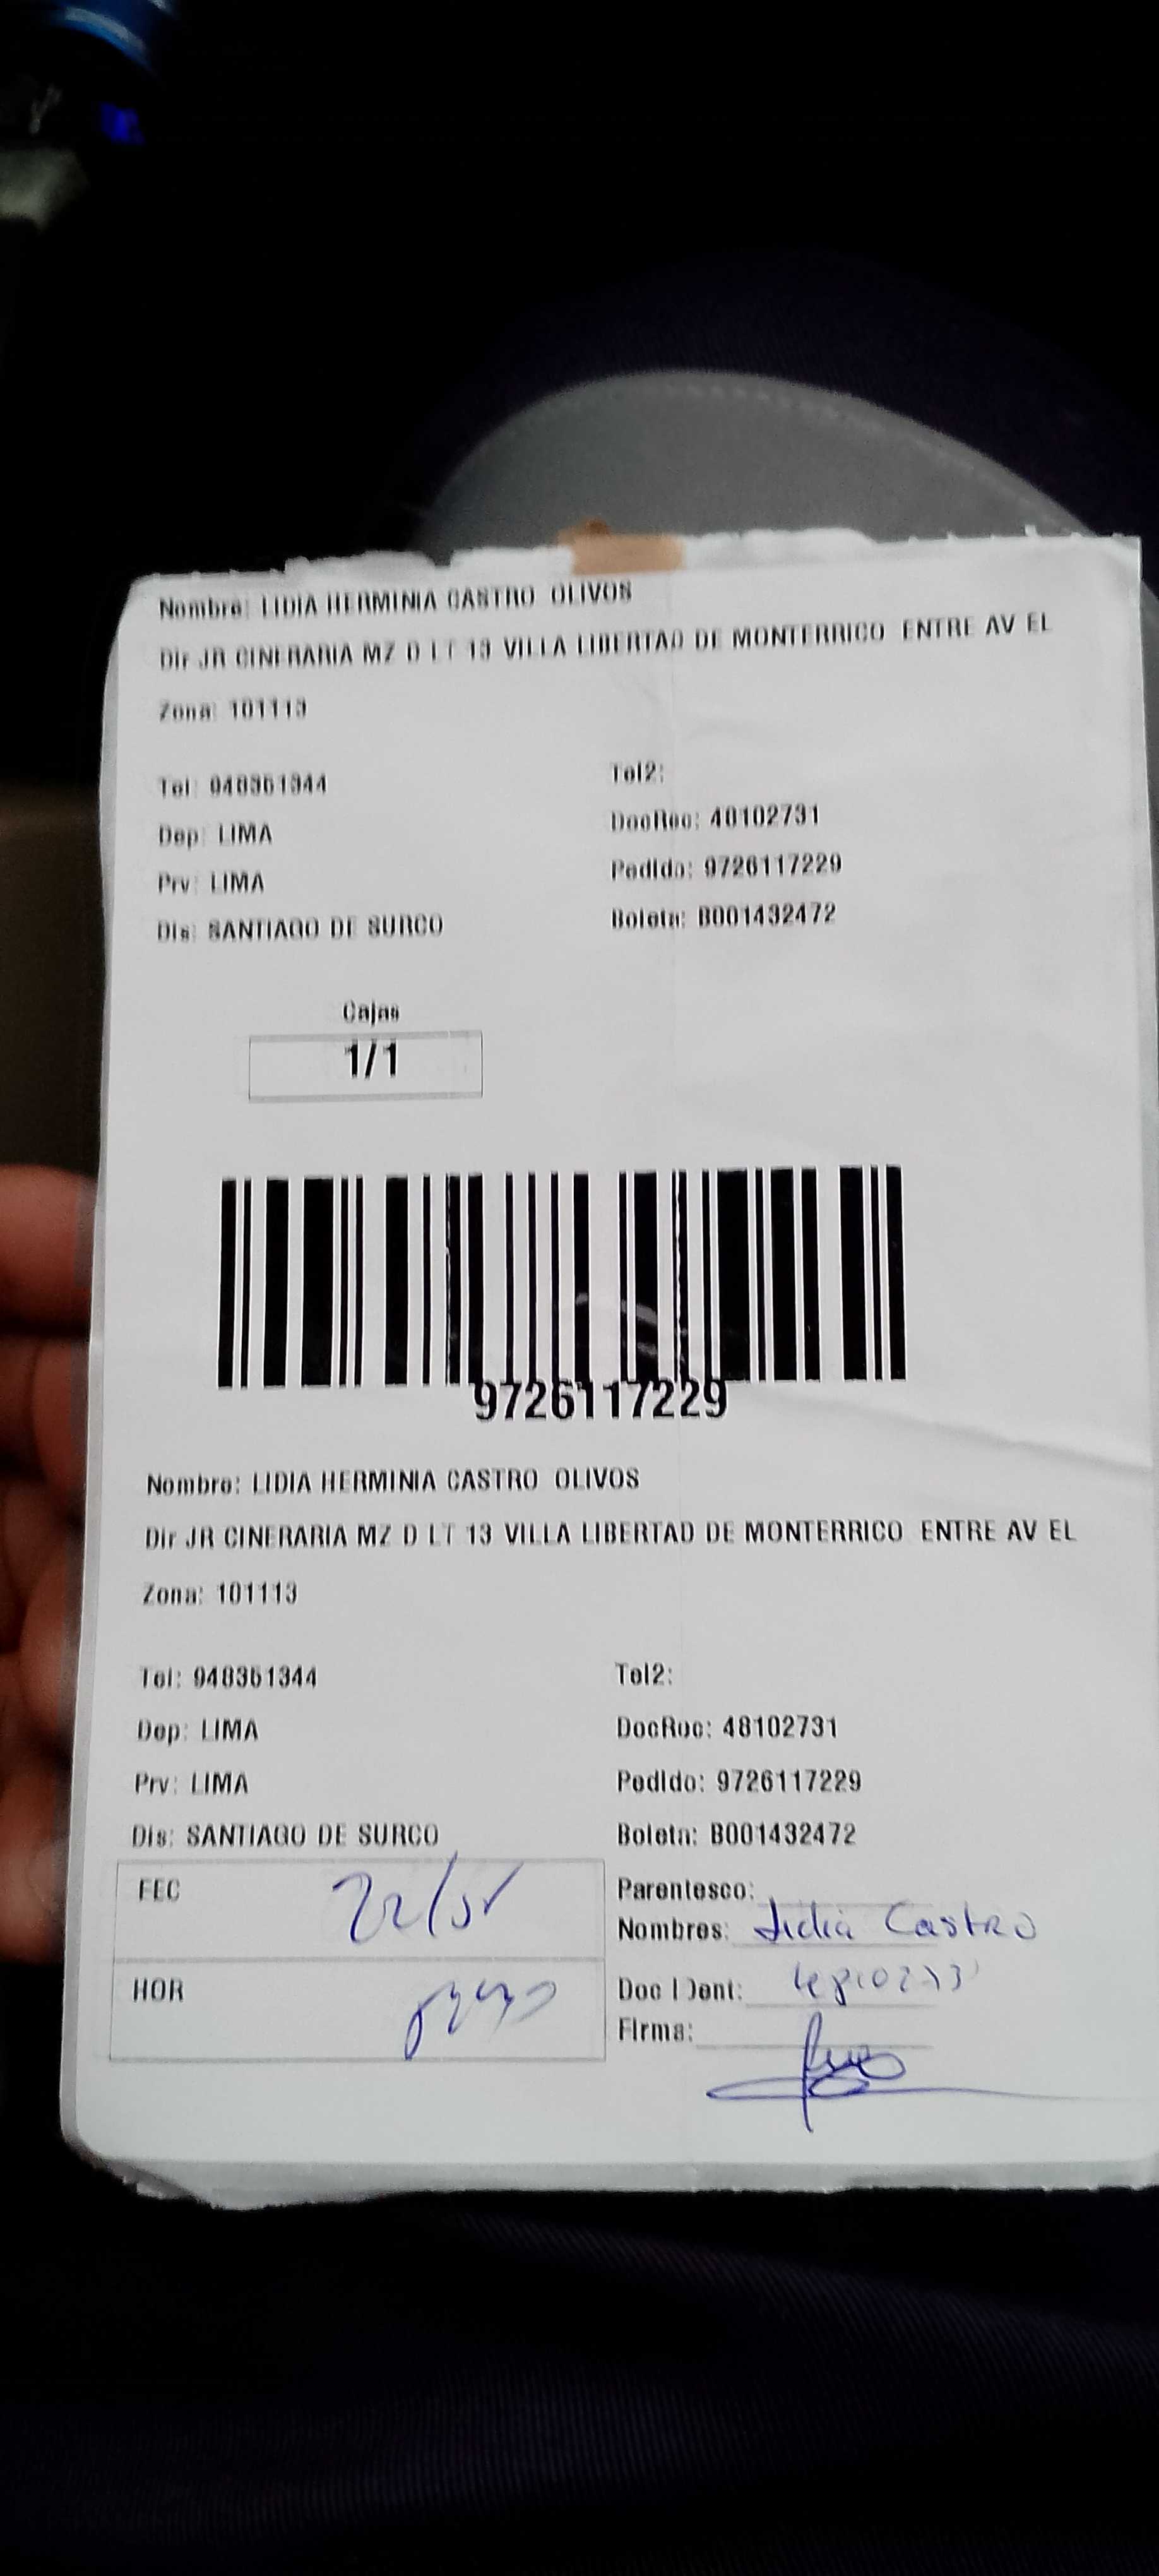 Nombre: LIDIA HERMINIA CASTRO OLIVOS
Dir JR CINERARIA MZ D LT 13 VILLA LIBERTAD DE MONTERRICO ENTRE AV EL
Zona: 101113
Tel: 948351344
Tel2:
Dep: LIMA
DocRec: 48102731
Prv: LIMA
Pedido: 9726117229
Dis: SANTIAGO DE SURCO
Boleta: B001432472
Cajas
1/1
9726117229
Nombre: LIDIA HERMINIA CASTRO OLIVOS
Dir JR CINERARIA MZ D LT 13 VILLA LIBERTAD DE MONTERRICO ENTRE AV EL
Zona: 101113
Tel: 948351344
Tel2:
Dep: LIMA
DocRec: 48102731
Prv: LIMA
Pedido: 9726117229
Dis: SANTIAGO DE SURCO
Boleta: B001432472
FEC
Parentesco:
Nombres: Lidia Castro
HOR
Doc Ident:
Firma: